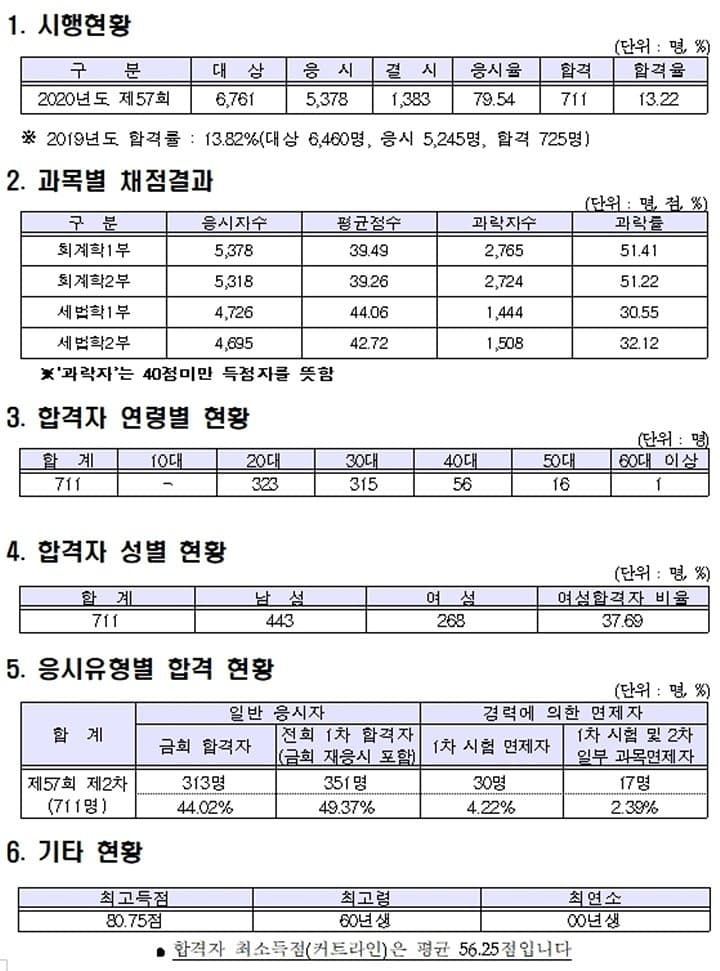 1. 시행현황
(단위 : 명, %)
구 분 대 상 응 시 결 시 응시율 합격 합격율
2020년도 제57회 6,761 5,378 1,383 79.54 711 13.22
※ 2019년도 합격률 : 13.82%(대상 6,460명, 응시 5,245명, 합격 725명)
2. 과목별 채점결과
(단위 : 명, 점, %)
구 분 응시자수 평균점수 과락자수 과락률
회계학1부 5,378 39.49 2,765 51.41
회계학2부 5,318 39.26 2,724 51.22
세법학1부 4,726 44.06 1,444 30.55
세법학2부 4,695 42.72 1,508 32.12
※'과락자'는 40점미만 득점자를 뜻함
3. 합격자 연령별 현황
(단위 : 명)
합 계 10대 20대 30대 40대 50대 60대 이상
711 - 323 315 56 16 1
4. 합격자 성별 현황
(단위 : 명, %)
합 계 남 성 여 성 여성합격자 비율
711 443 268 37.69
5. 응시유형별 합격 현황
(단위 : 명, %)
합 계 일반 응시자 경력에 의한 면제자
금회 합격자 전회 1차 합격자 (금회 재응시 포함) 1차 시험 면제자 1차 시험 및 2차 일부 과목면제자
제57회 제2차 313명 351명 30명 17명
(711명) 44.02% 49.37% 4.22% 2.39%
6. 기타 현황
최고득점 최고령 최연소
80.75점 60년생 00년생
● 합격자 최소득점(커트라인)은 평균 56.25점입니다